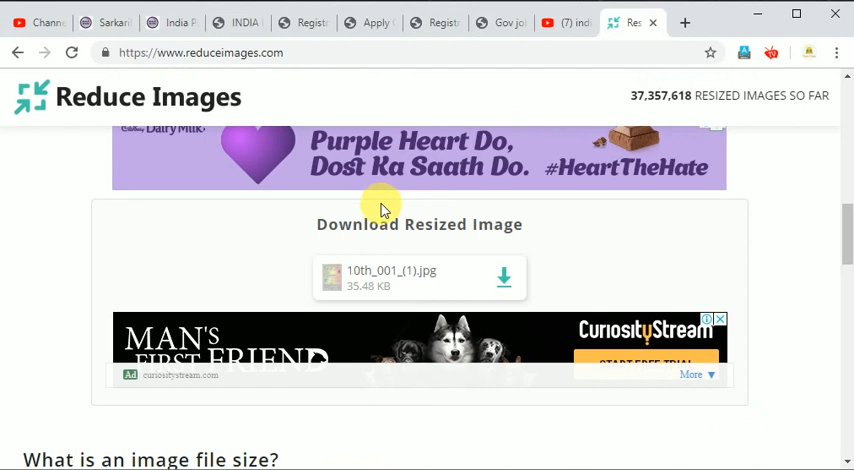 Channe
Sarkari
India P
INDIA
Registr
Apply C
Registr
Gov job
(7) indi
Res
https://www.reduceimages.com
Reduce Images
37,357,618 RESIZED IMAGES SO FAR
Dairy Milk
Purple Heart Do,
Dost Ka Saath Do.
#HeartTheHate
Download Resized Image
10th_001_(1).jpg
35.48 KB
MAN'S
FIRST FRIEND
CURIOSITYSTREAM
START FREE TRIAL
Ad curiositystream.com
More
What is an image file size?